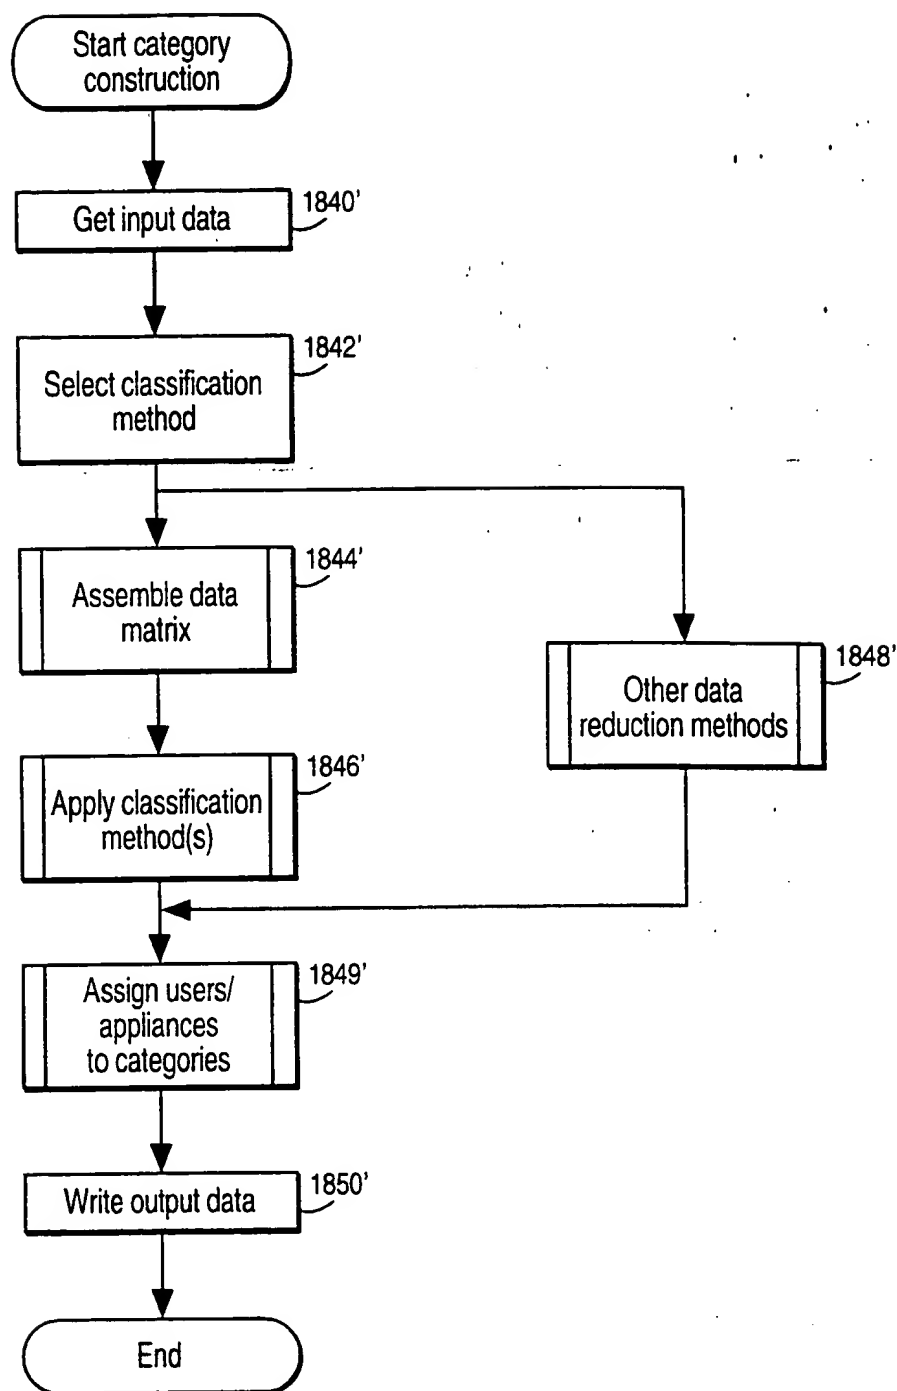 Start category
construction
Get input data
1840'
Select classification
method
1842'
Assemble data
matrix
1844'
Other data
reduction methods
1848'
Apply classification
method(s)
1846'
Assign users/
appliances
to categories
1849'
Write output data
1850'
End